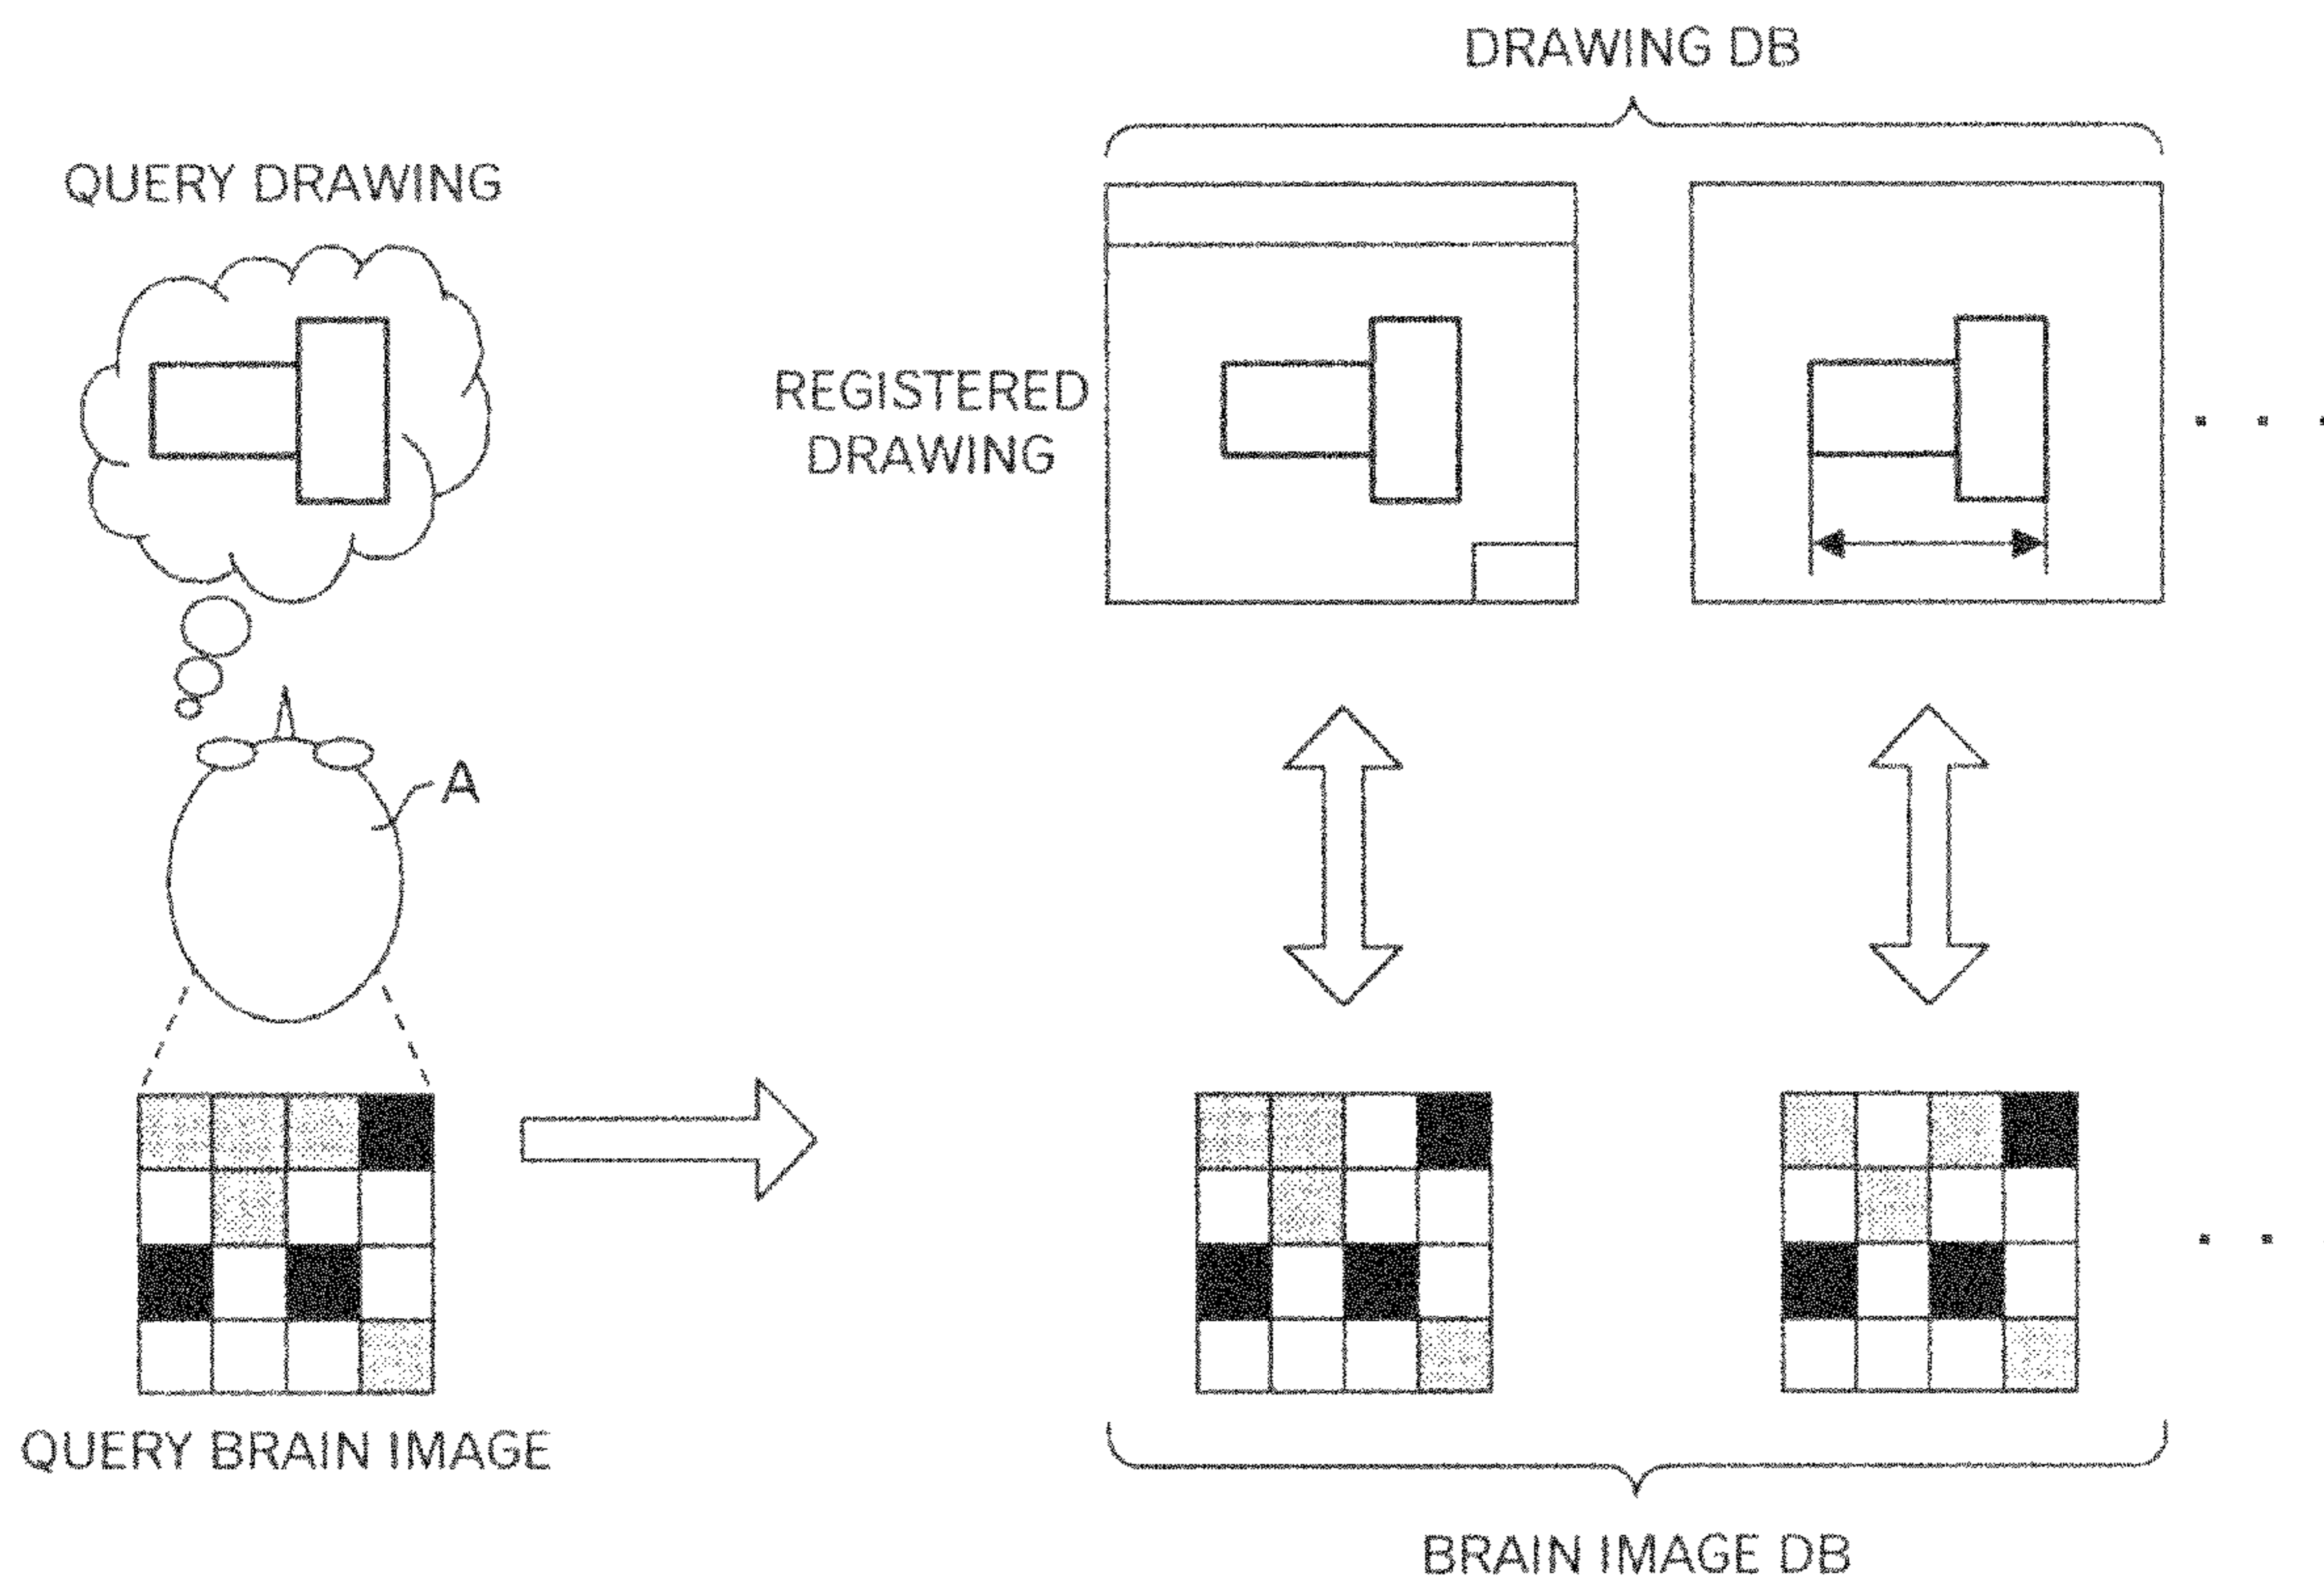 DRAWING DB
QUERY DRAWING
REGISTERED
DRAWING
A
QUERY BRAIN IMAGE
BRAIN IMAGE DB